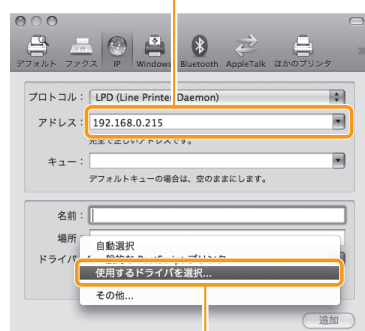 デフォルト ファクス IP Windows Bluetooth AppleTalk ほかのプリンタ
プロトコル： LPD (Line Printer Daemon)
アドレス： 192.168.0.215
完全で正しいアドレスです。
キュー：
デフォルトキューの場合は、空のままにします。
名前：
場所
自動選択
ドライバ
使用するドライバを選択...
その他...
追加